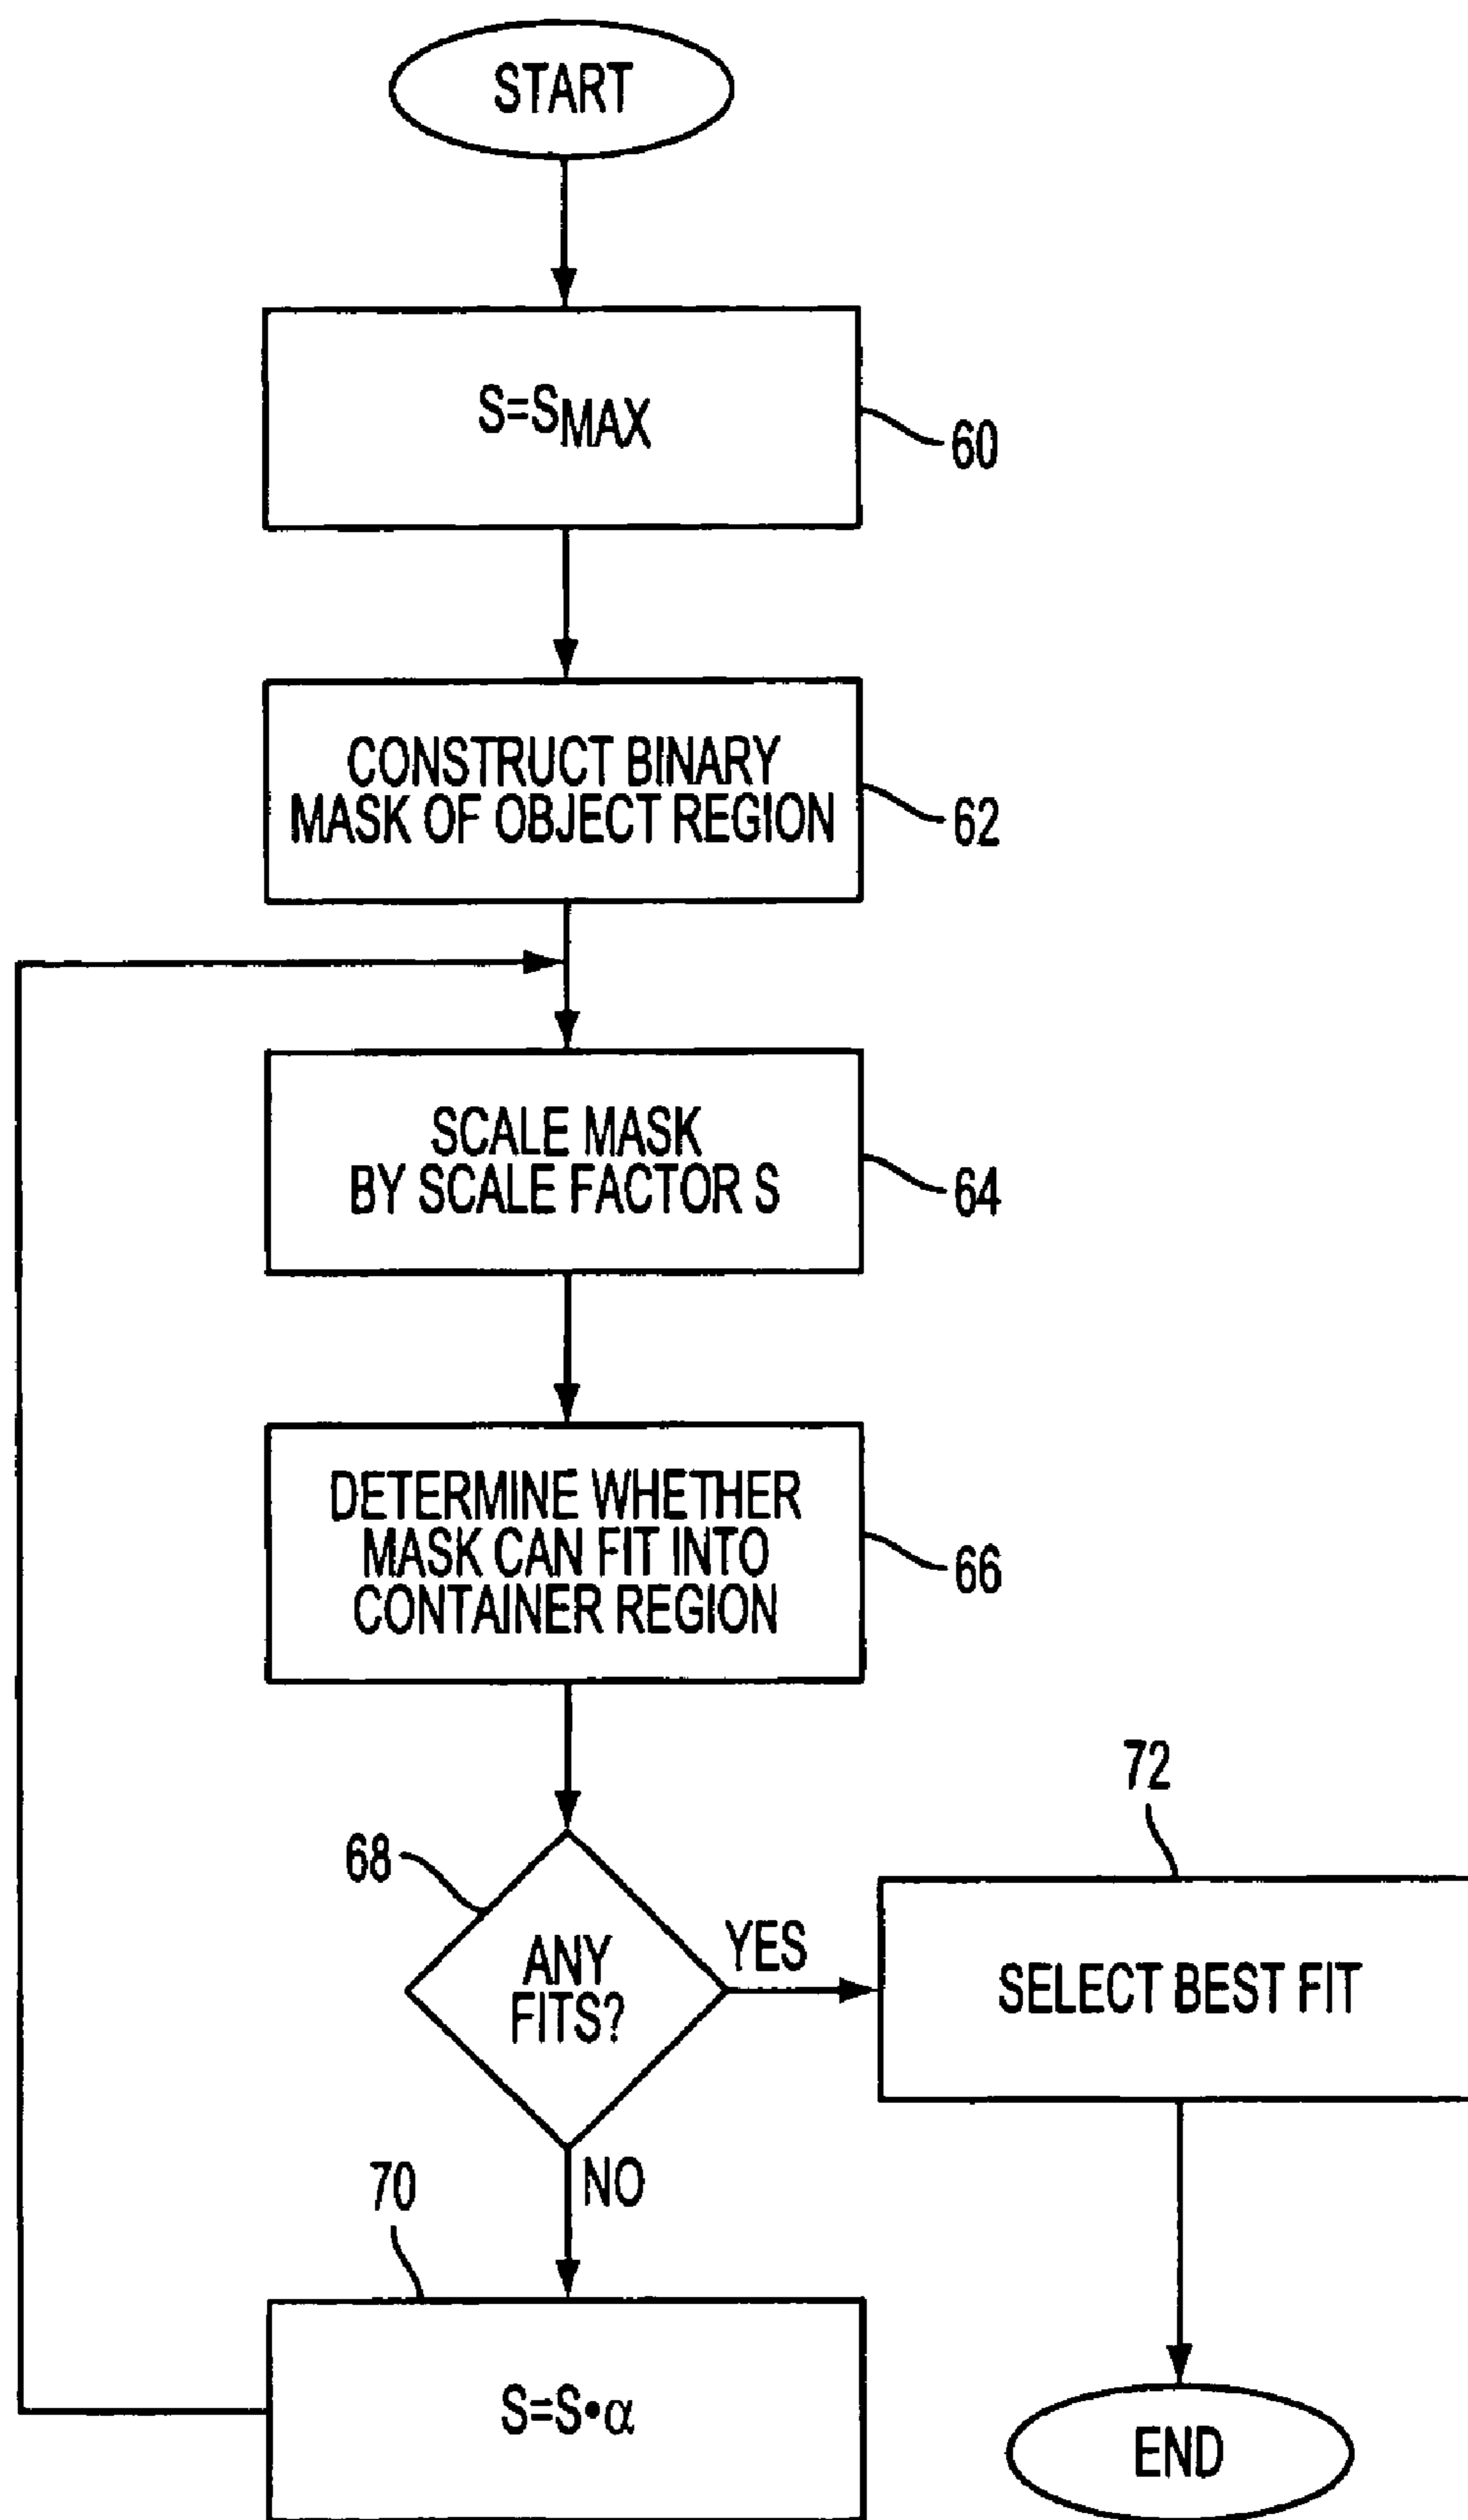 START
S=SMAX
60
CONSTRUCT BINARY
MASK OF OBJECT REGION
62
SCALE MASK
BY SCALE FACTOR S
64
DETERMINE WHETHER
MASK CAN FIT INTO
CONTAINER REGION
66
68
ANY
FITS?
YES
72
SELECT BEST FIT
NO
70
S=S•α
END